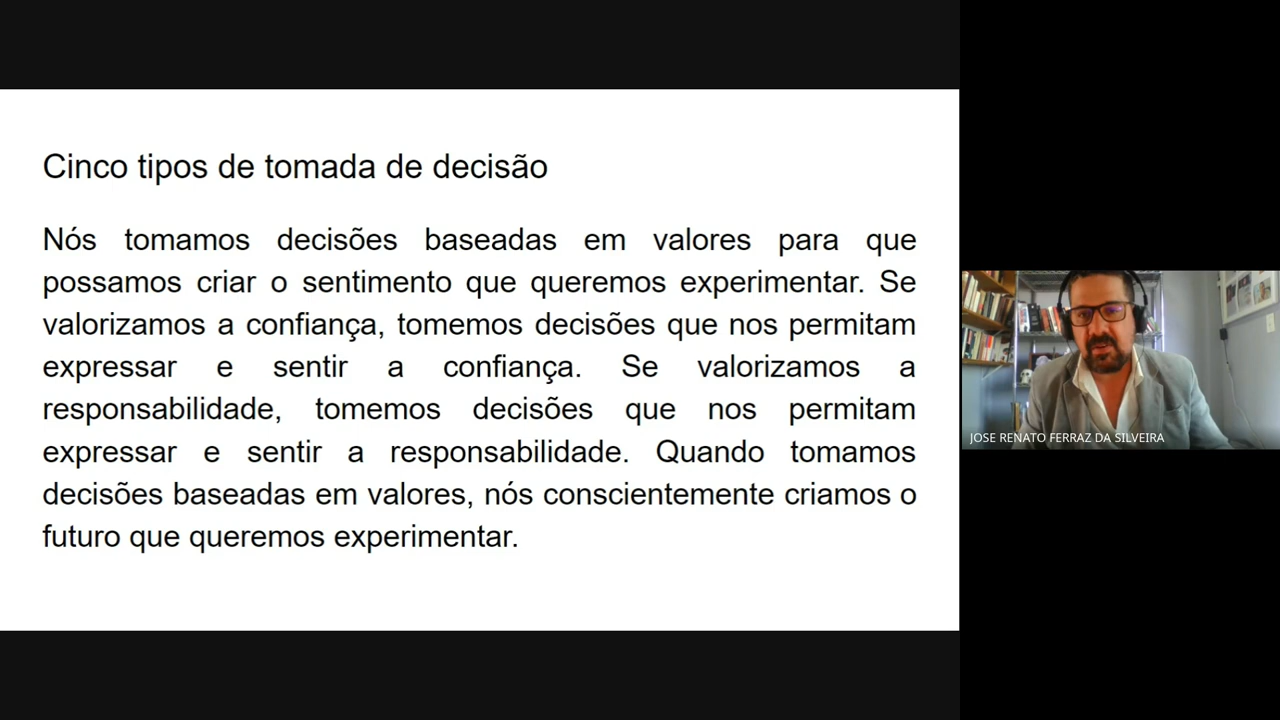 Cinco tipos de tomada de decisão
Nós tomamos decisões baseadas em valores para que
possamos criar o sentimento que queremos experimentar. Se
valorizamos a confiança, tomemos decisões que nos permitam
expressar e sentir a confiança. Se valorizamos a
responsabilidade, tomemos decisões que nos permitam
expressar e sentir a responsabilidade. Quando tomamos
decisões baseadas em valores, nós conscientemente criamos o
futuro que queremos experimentar.
JOSE RENATO FERRAZ DA SILVEIRA